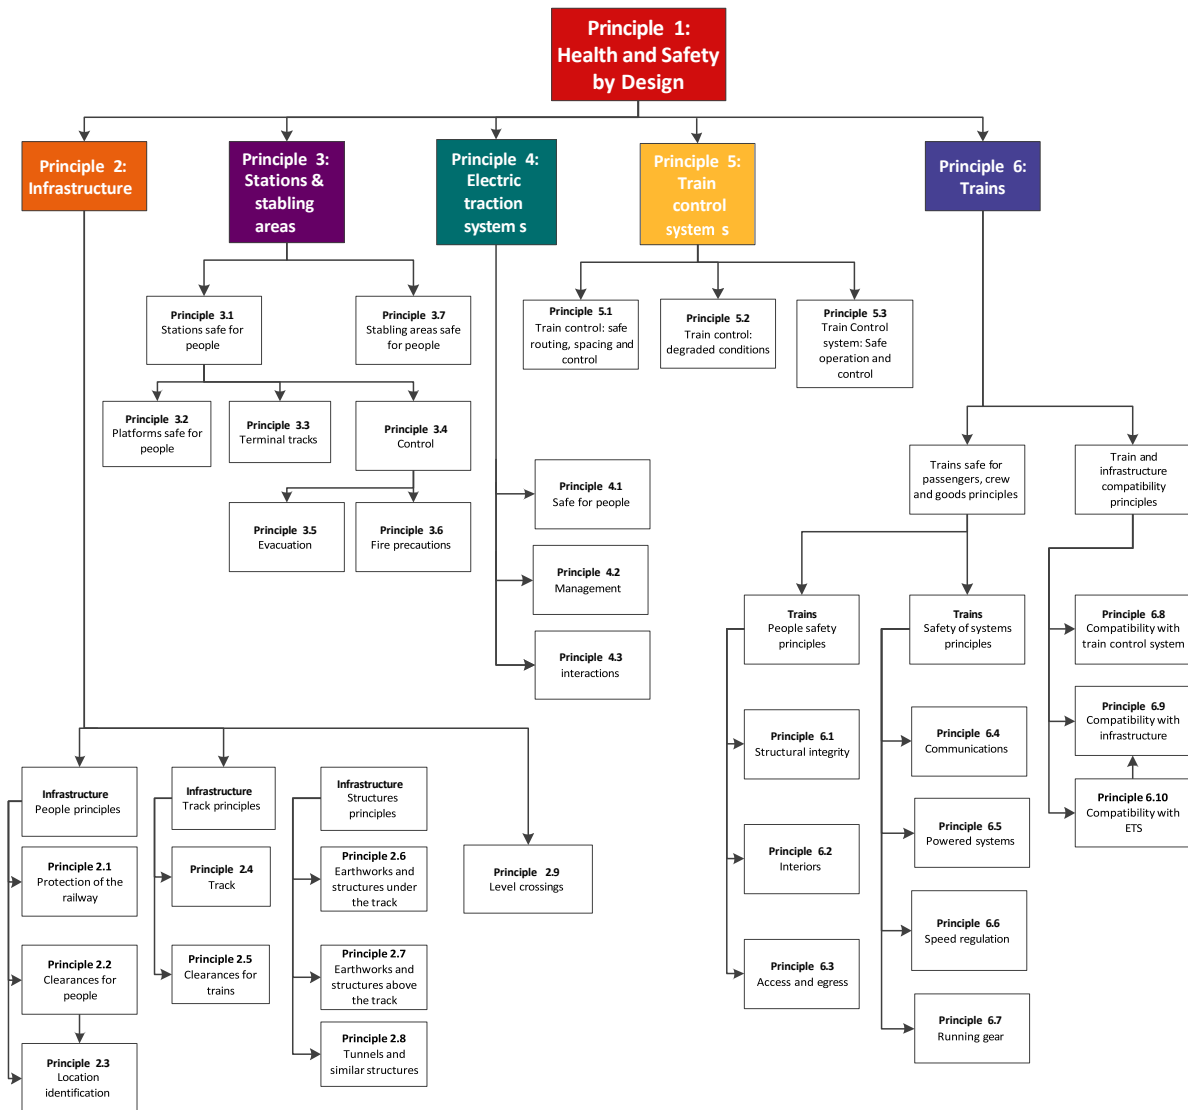 Principle 1:
Health and Safety
by Design
Principle 2:
Infrastructure
Principle 3:
Stations &
stabling
areas
Principle 4:
Electric
traction
system s
Principle 5:
Train
control
system s
Principle 6:
Trains
Principle 3.1
Stations safe for
people
Principle 3.7
Stabling areas safe
for people
Principle 3.2
Platforms safe for
people
Principle 3.3
Terminal tracks
Principle 3.4
Control
Principle 3.5
Evacuation
Principle 3.6
Fire precautions
Principle 4.1
Safe for people
Principle 4.2
Management
Principle 4.3
interactions
Principle 5.1
Train control: safe
routing, spacing and
control
Principle 5.2
Train control:
degraded conditions
Principle 5.3
Train Control
system: Safe
operation and
control
Trains safe for
passengers, crew
and goods principles
Train and
infrastructure
compatibility
principles
Trains
People safety
principles
Trains
Safety of systems
principles
Principle 6.1
Structural integrity
Principle 6.2
Interiors
Principle 6.3
Access and egress
Principle 6.4
Communications
Principle 6.5
Powered systems
Principle 6.6
Speed regulation
Principle 6.7
Running gear
Principle 6.8
Compatibility with
train control system
Principle 6.9
Compatibility with
infrastructure
Principle 6.10
Compatibility with
ETS
Infrastructure
People principles
Principle 2.1
Protection of the
railway
Principle 2.2
Clearances for
people
Principle 2.3
Location
identification
Infrastructure
Track principles
Principle 2.4
Track
Principle 2.5
Clearances for
trains
Infrastructure
Structures
principles
Principle 2.6
Earthworks and
structures under
the track
Principle 2.7
Earthworks and
structures above
the track
Principle 2.8
Tunnels and
similar structures
Principle 2.9
Level crossings